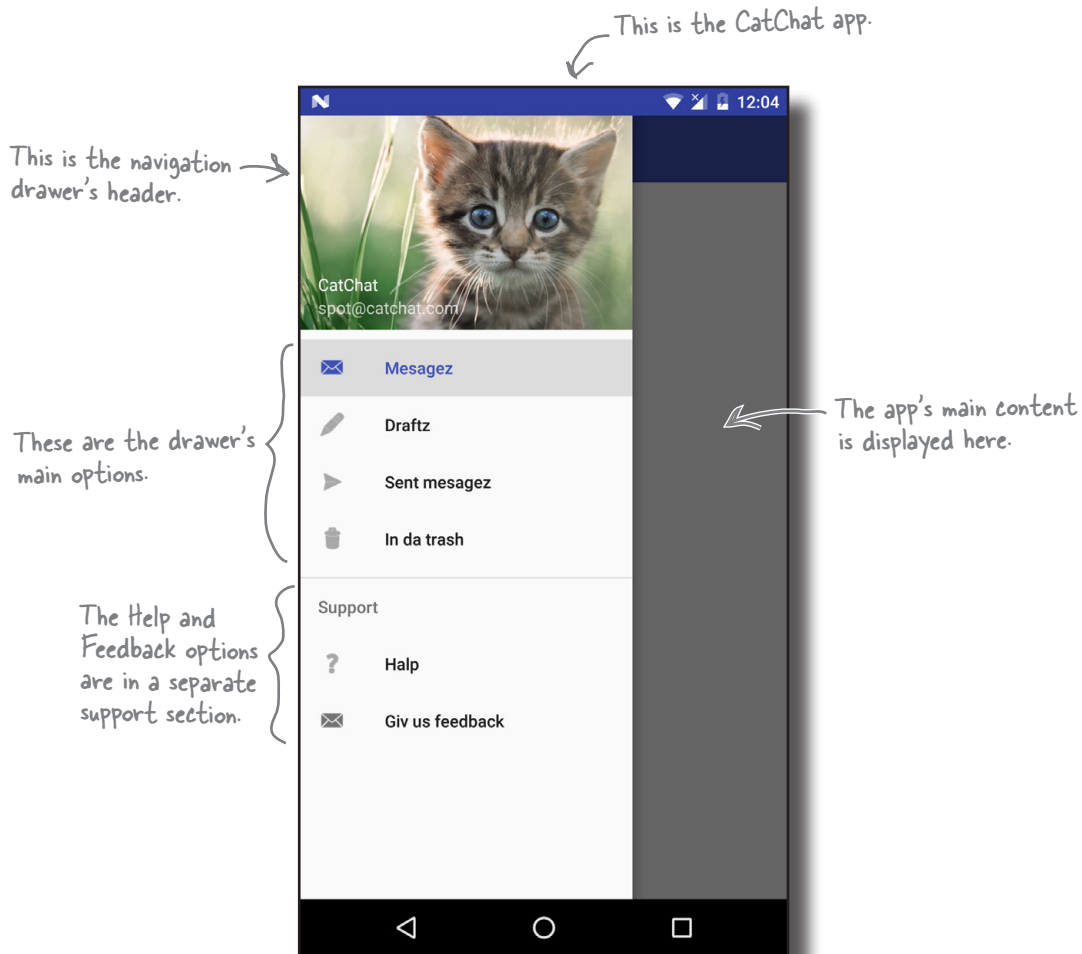 This is the CatChat app.
12:04
This is the navigation
drawer's header.
CatChat
spot@catchat.com
Mesagez
Draftz
Sent mesagez
In da trash
These are the drawer's
main options.
The app's main content
is displayed here.
Support
Halp
Giv us feedback
The Help and
Feedback options
are in a separate
support section.